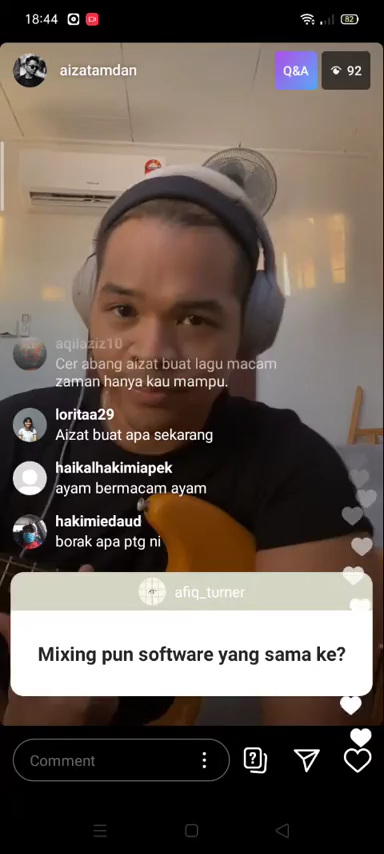 18:44
82
aizatamdan
Q&A
92
aqilaziz10
Cer abang aizat buat lagu macam
zaman hanya kau mampu.
loritaa29
Aizat buat apa sekarang
haikalhakimiapek
ayam bermacam ayam
hakimiedaud
borak apa ptg ni
afiq_turner
Mixing pun software yang sama ke?
Comment